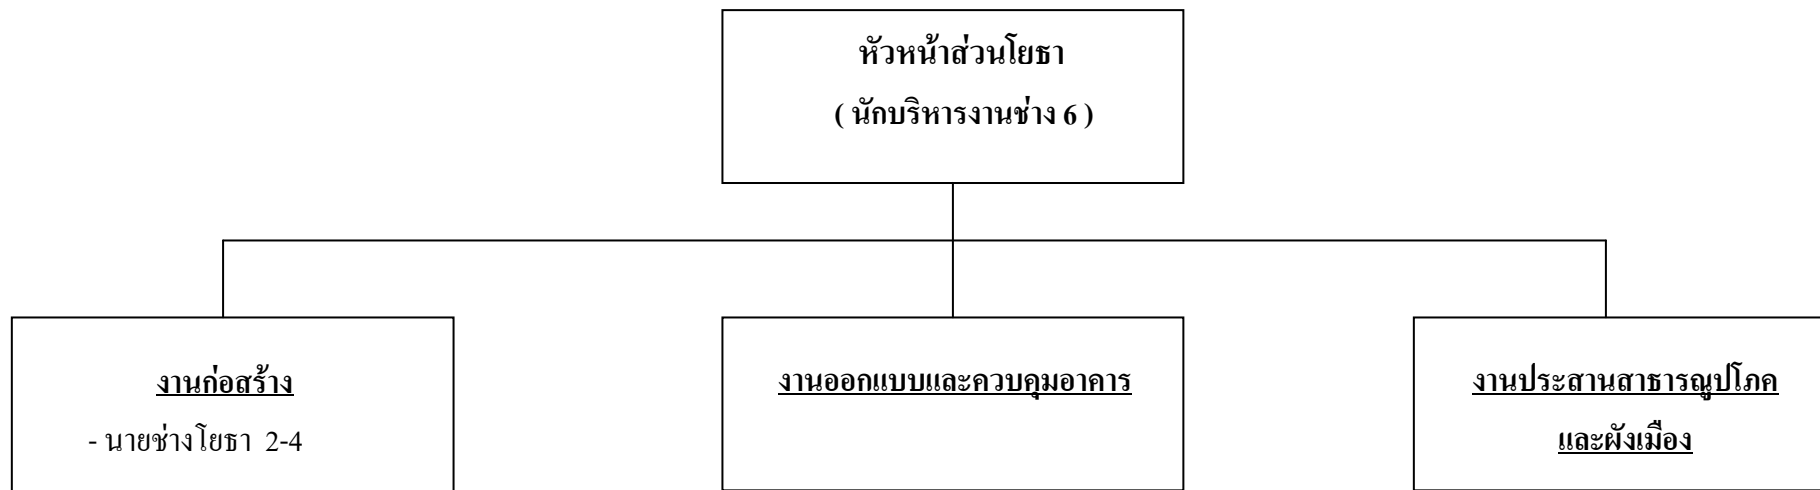 หัวหน้าส่วนโยธา
( นักบริหารงานช่าง 6 )
งานก่อสร้าง
- นายช่างโยธา 2-4
งานออกแบบและควบคุมอาคาร
งานประสานสาธารณูปโภค
และผังเมือง